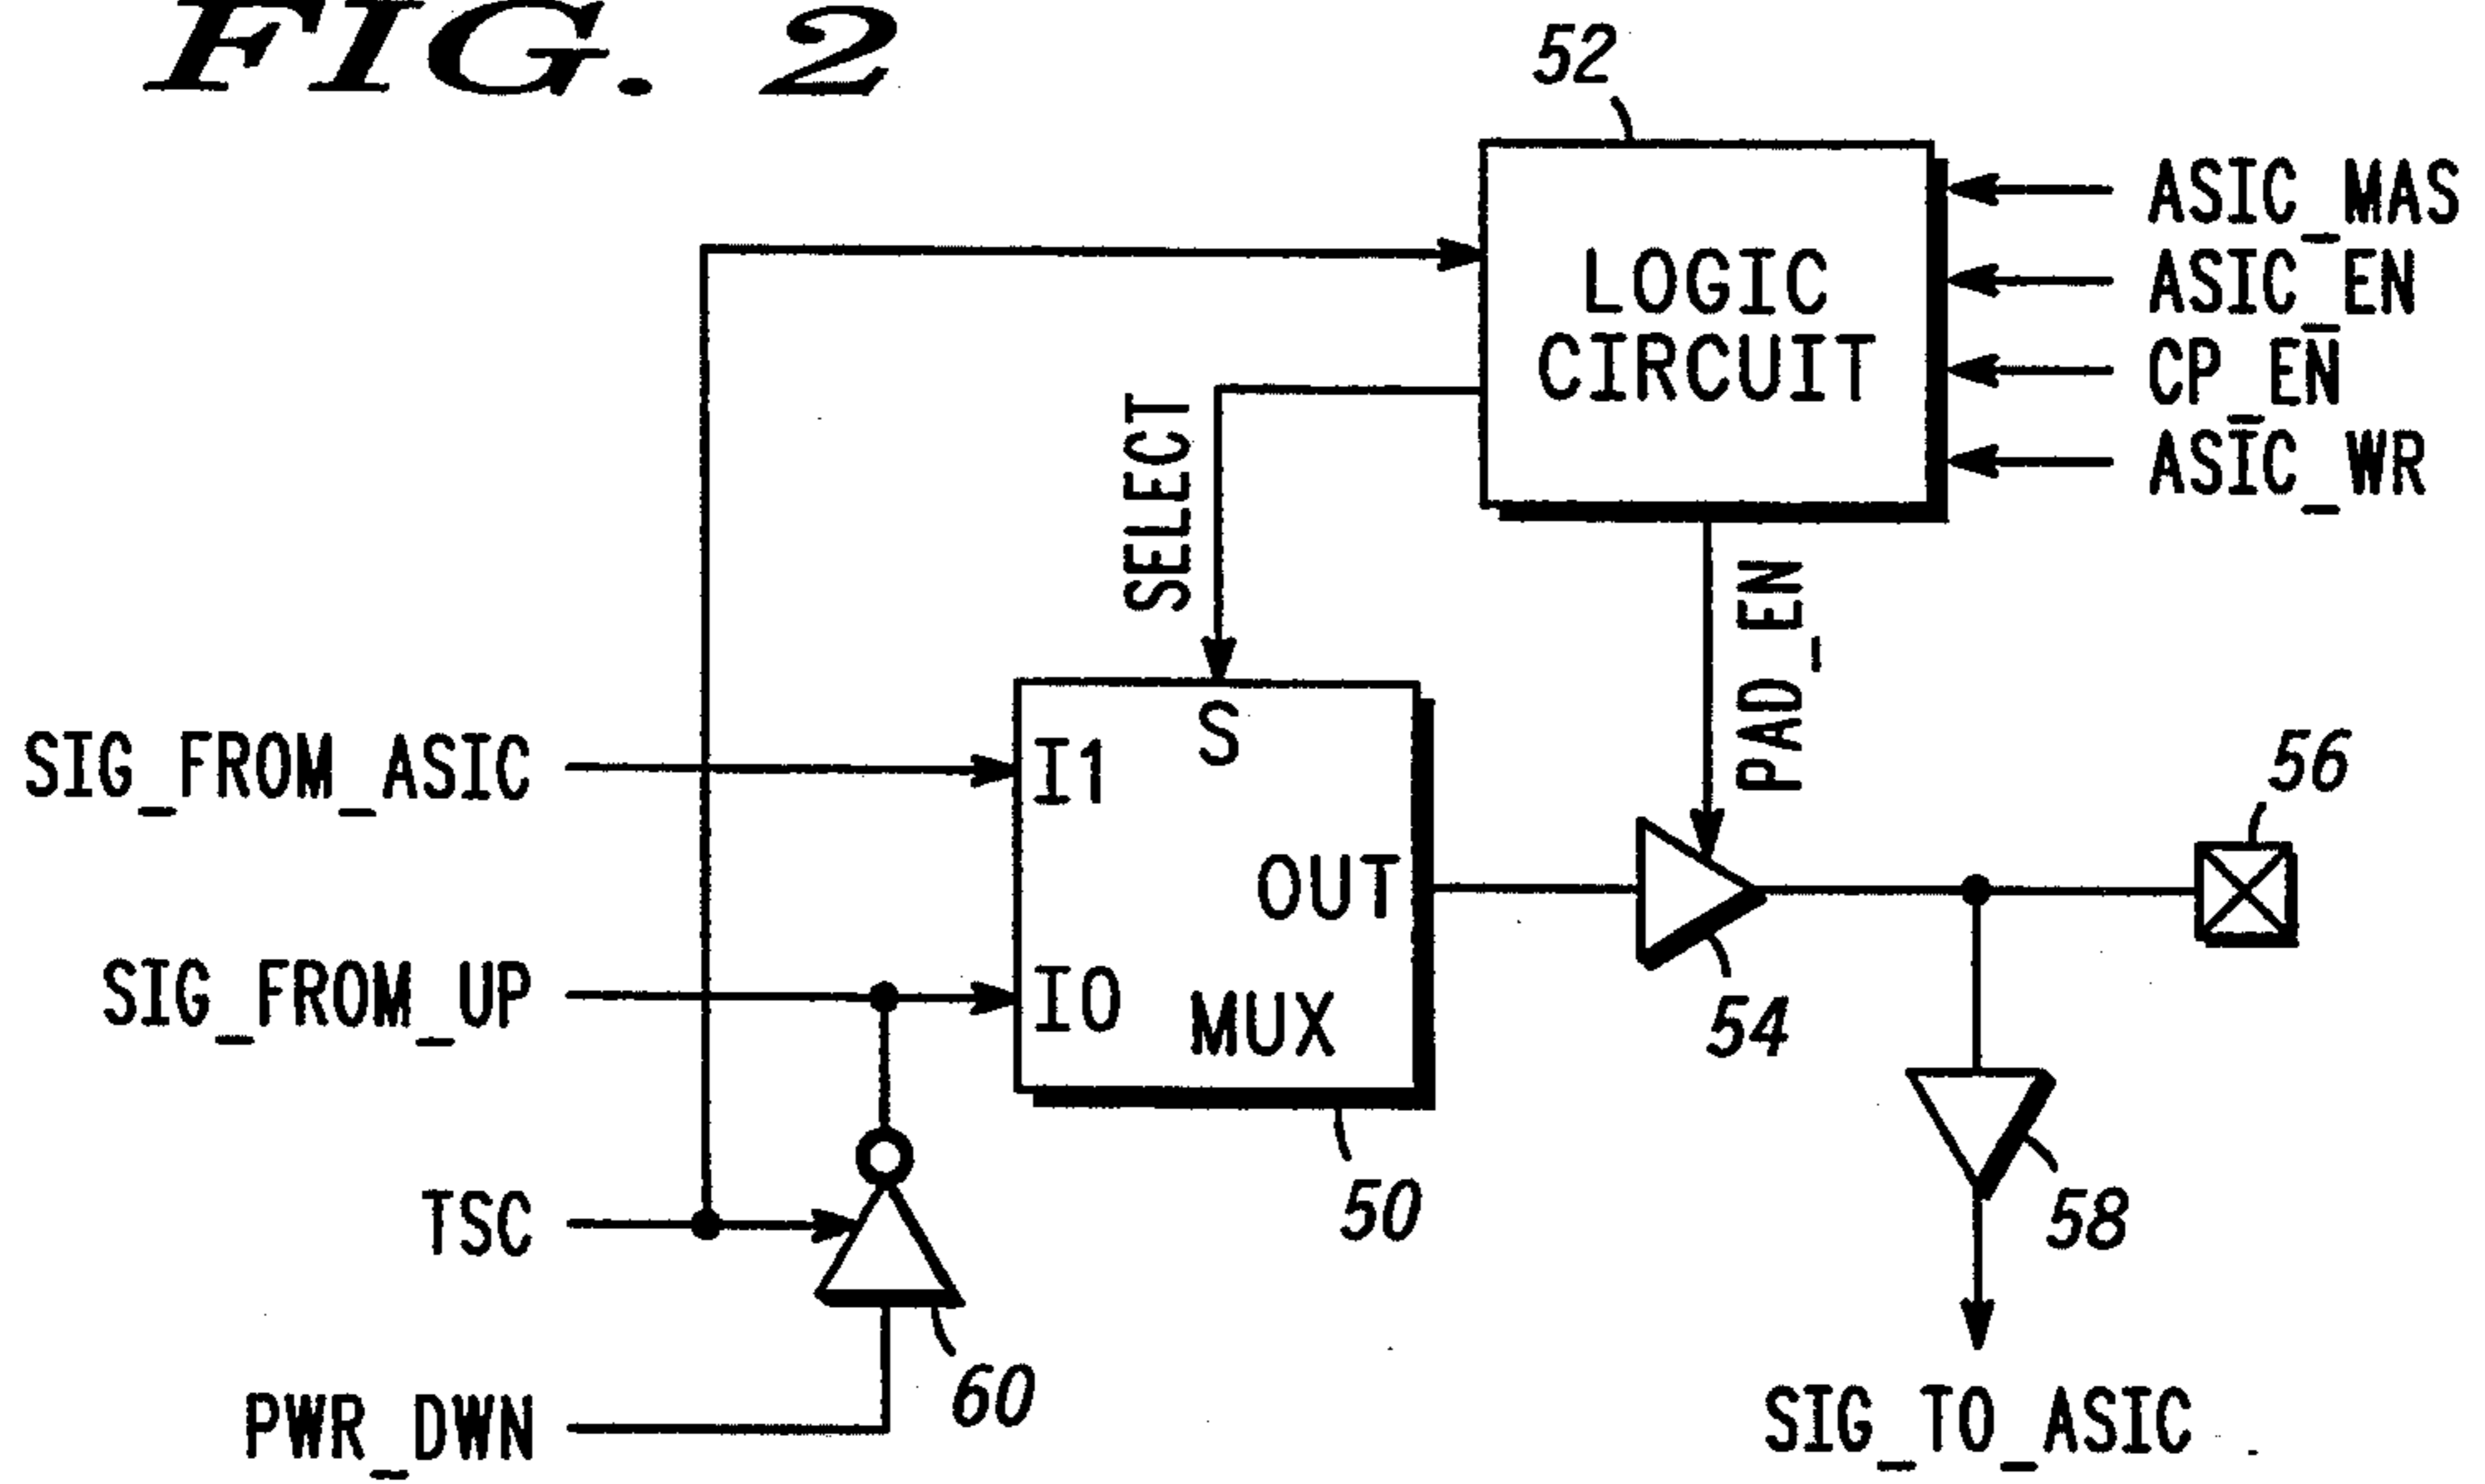 FIG. 2
52
ASIC_MAS
ASIC_EN
CP_EN
ASIC_WR
LOGIC
CIRCUIT
SELECT
PAD_EN
SIG_FROM_ASIC
I1
S
OUT
56
SIG_FROM_UP
I0
MUX
54
TSC
50
58
PWR_DWN
60
SIG_TO_ASIC